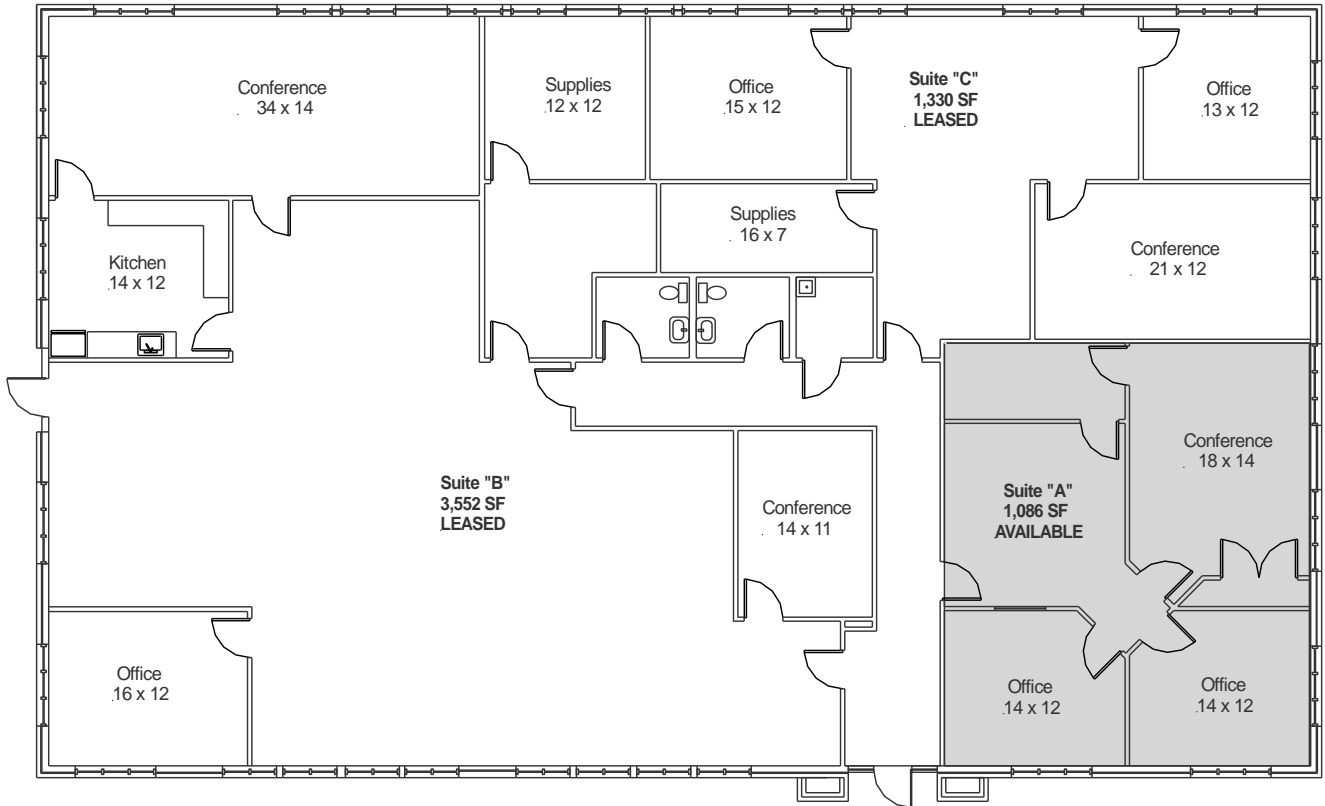 Conference
34 x 14
Supplies
12 x 12
Office
15 x 12
Suite "C"
1,330 SF
LEASED
Office
13 x 12
Supplies
16 x 7
Conference
21 x 12
Kitchen
14 x 12
Suite "B"
3,552 SF
LEASED
Conference
14 x 11
Suite "A"
1,086 SF
AVAILABLE
Conference
18 x 14
Office
16 x 12
Office
14 x 12
Office
14 x 12